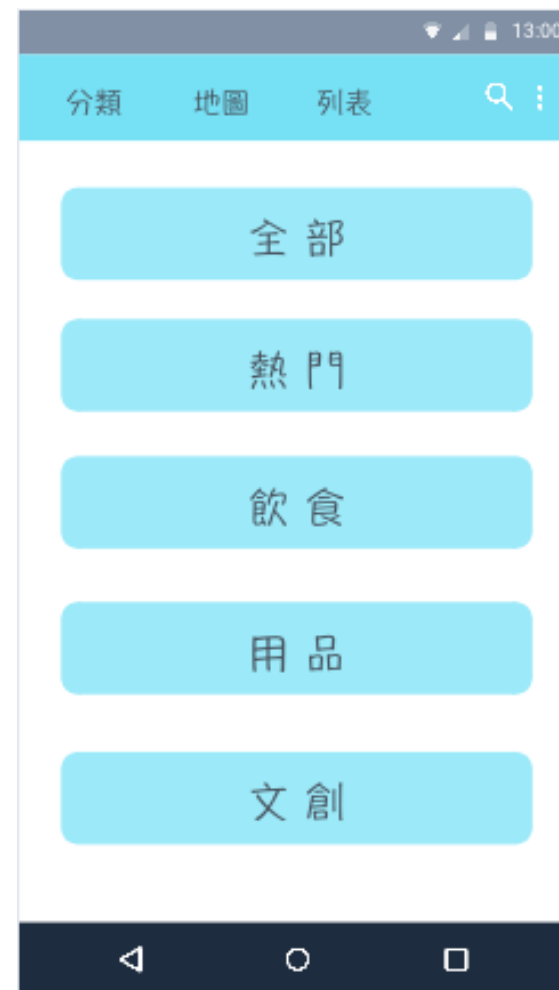 13:00
分類 地圖 列表
全部
熱門
飲食
用品
文創